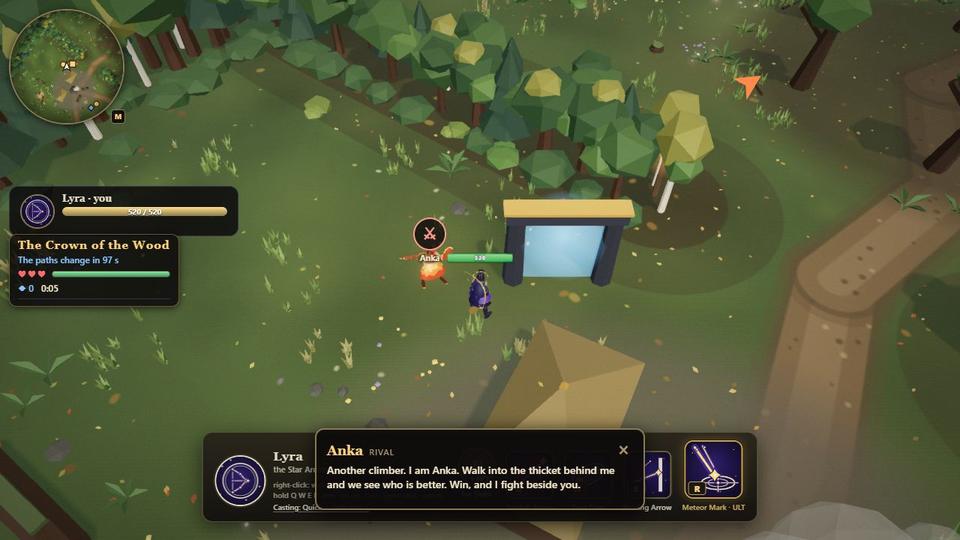 M
Lyra · you
520 / 520
The Crown of the Wood
The paths change in 97 s
0 0:05
Anka
520
Lyra
the Star Ar
right-click: w
hold Q W E
Casting: Quic
Anka RIVAL
Another climber. I am Anka. Walk into the thicket behind me
and we see who is better. Win, and I fight beside you.
R
ng Arrow
Meteor Mark · ULT